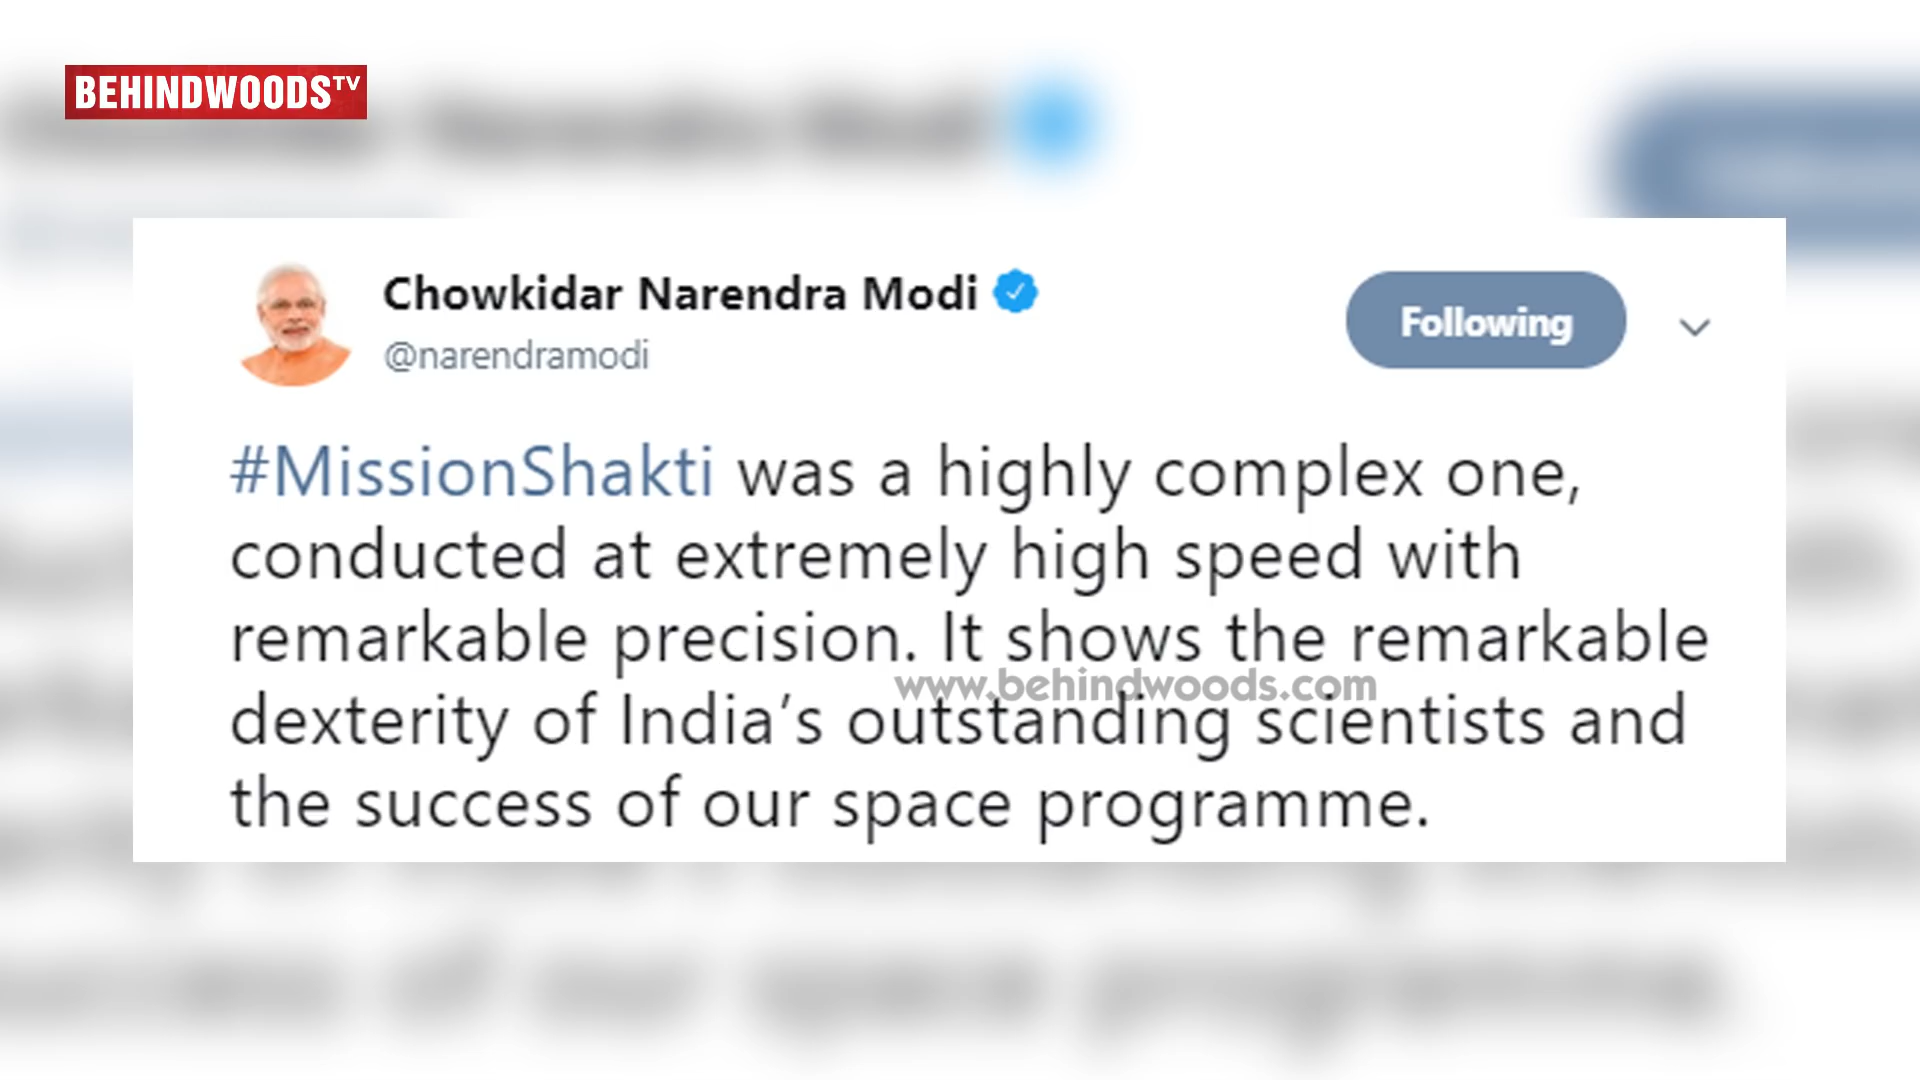 BEHINDWOODS TV
Chowkidar Narendra Modi
@narendramodi
Following
#MissionShakti was a highly complex one,
conducted at extremely high speed with
remarkable precision. It shows the remarkable
www.behindwoods.com
dexterity of India’s outstanding scientists and
the success of our space programme.